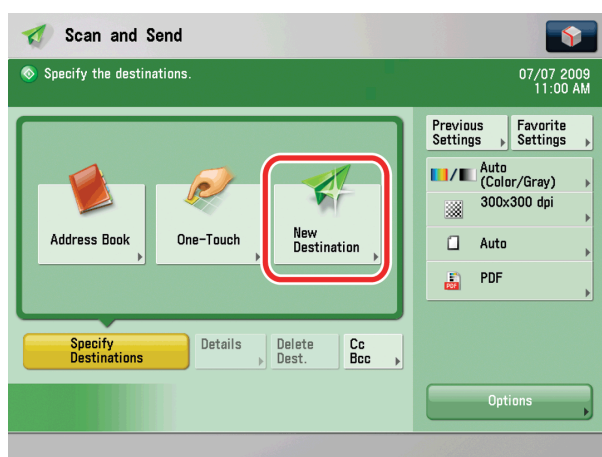 Scan and Send
Specify the destinations.
07/07 2009
11:00 AM
Previous
Settings
Favorite
Settings
Auto
(Color/Gray)
300x300 dpi
Auto
PDF
PDF
Address Book
One-Touch
New
Destination
Specify
Destinations
Details
Delete
Dest.
Cc
Bcc
Options